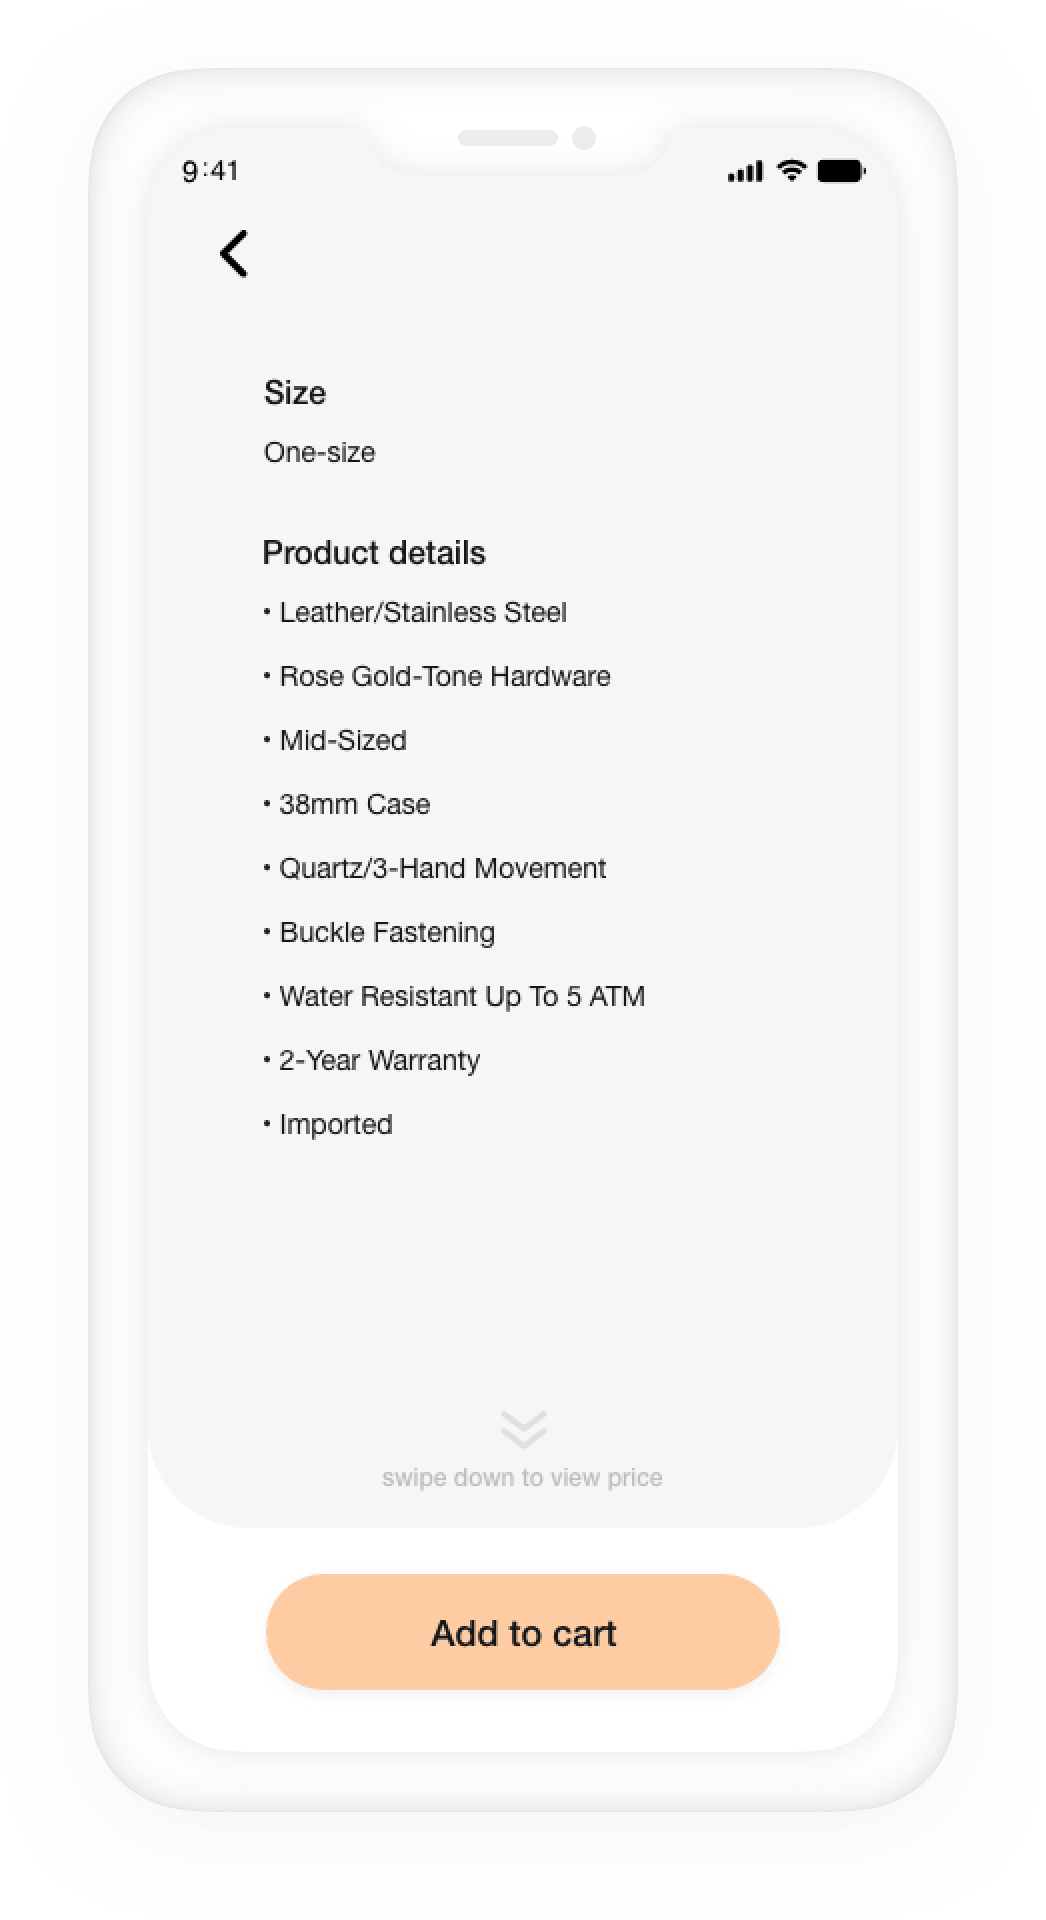 9:41
Size
One-size
Product details
• Leather/Stainless Steel
• Rose Gold-Tone Hardware
• Mid-Sized
• 38mm Case
• Quartz/3-Hand Movement
• Buckle Fastening
• Water Resistant Up To 5 ATM
• 2-Year Warranty
• Imported
swipe down to view price
Add to cart